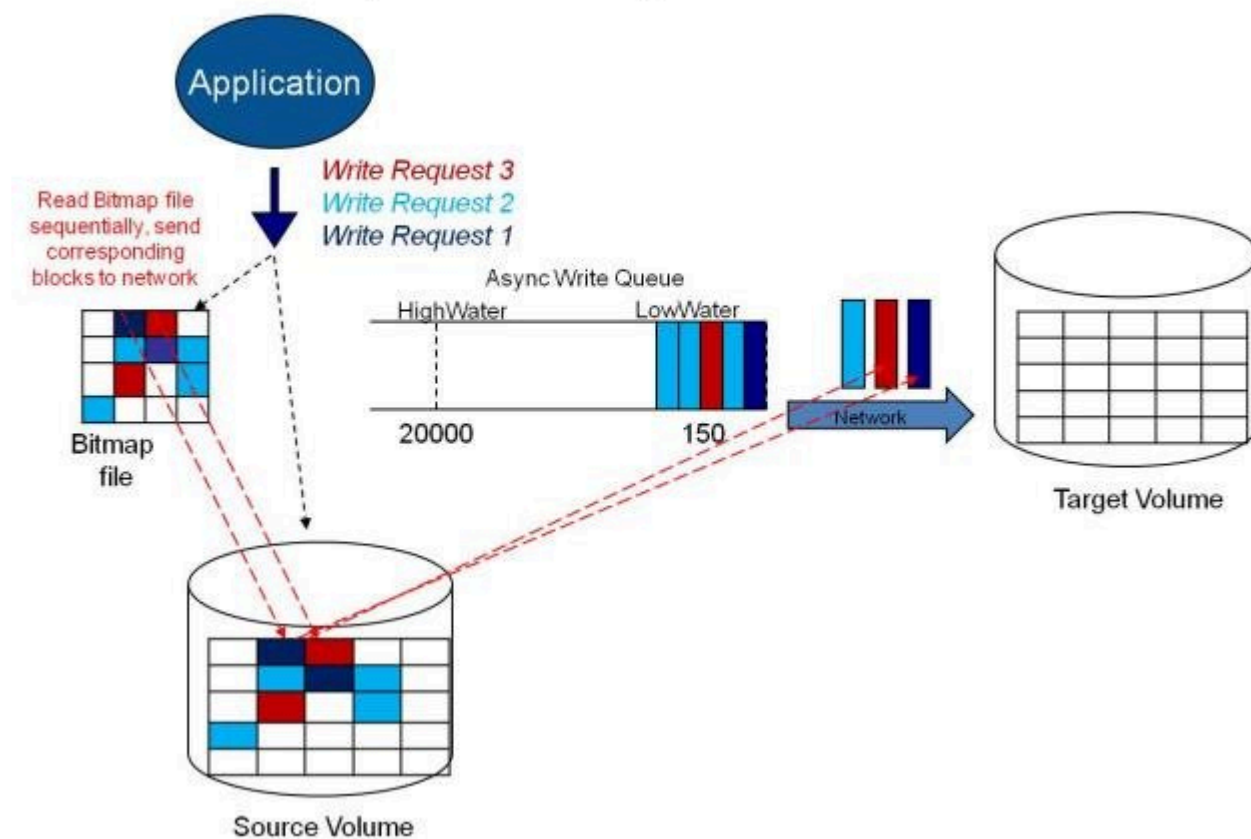 Application
Write Request 3
Write Request 2
Write Request 1
Read Bitmap file
sequentially, send
corresponding
blocks to network
Async Write Queue
HighWater
LowWater
20000
150
Network
Bitmap
file
Target Volume
Source Volume